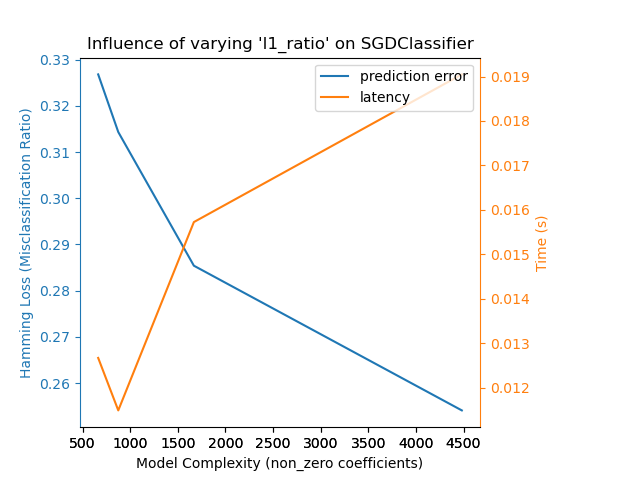 Influence of varying 'l1_ratio' on SGDClassifier
prediction error
latency
Hamming Loss (Misclassification Ratio)
0.33
0.32
0.31
0.30
0.29
0.28
0.27
0.26
0.019
0.018
0.017
0.016
0.015
0.014
0.013
0.012
Time (s)
500 1000 1500 2000 2500 3000 3500 4000 4500
Model Complexity (non_zero coefficients)